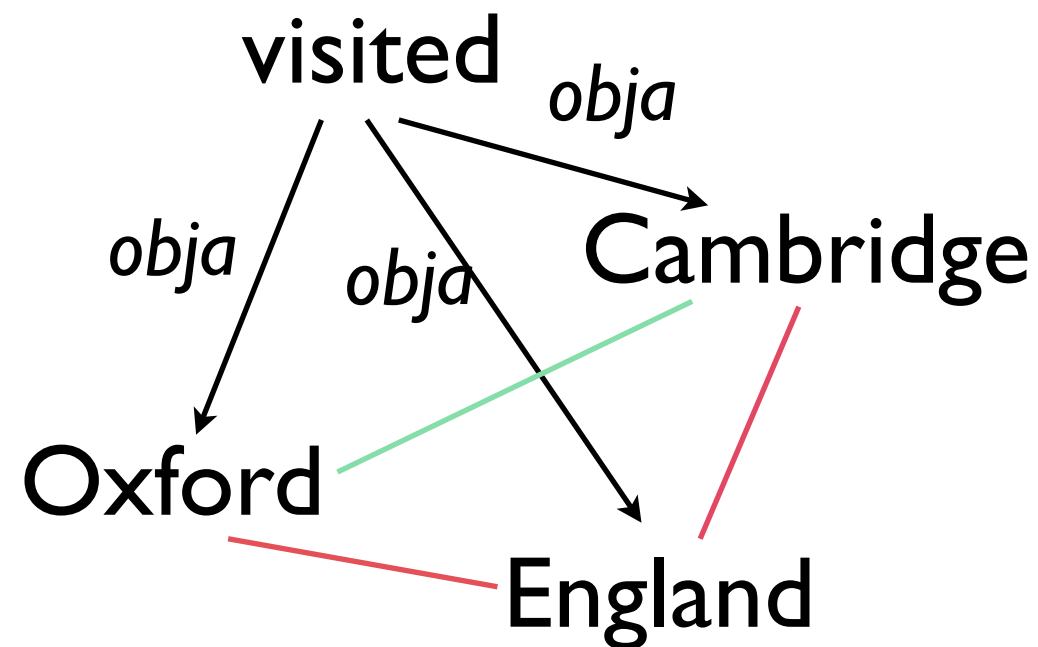 visited
obja
Cambridge
obja
obja
Oxford
England